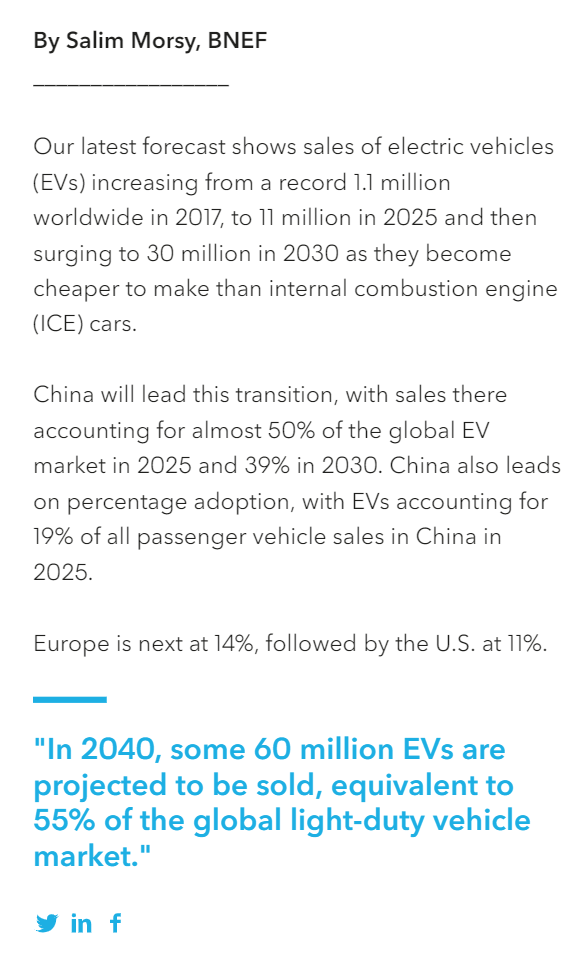 By Salim Morsy, BNEF
_________________
Our latest forecast shows sales of electric vehicles
(EVs) increasing from a record 1.1 million
worldwide in 2017, to 11 million in 2025 and then
surging to 30 million in 2030 as they become
cheaper to make than internal combustion engine
(ICE) cars.
China will lead this transition, with sales there
accounting for almost 50% of the global EV
market in 2025 and 39% in 2030. China also leads
on percentage adoption, with EVs accounting for
19% of all passenger vehicle sales in China in
2025.
Europe is next at 14%, followed by the U.S. at 11%.
"In 2040, some 60 million EVs are
projected to be sold, equivalent to
55% of the global light-duty vehicle
market."
in f